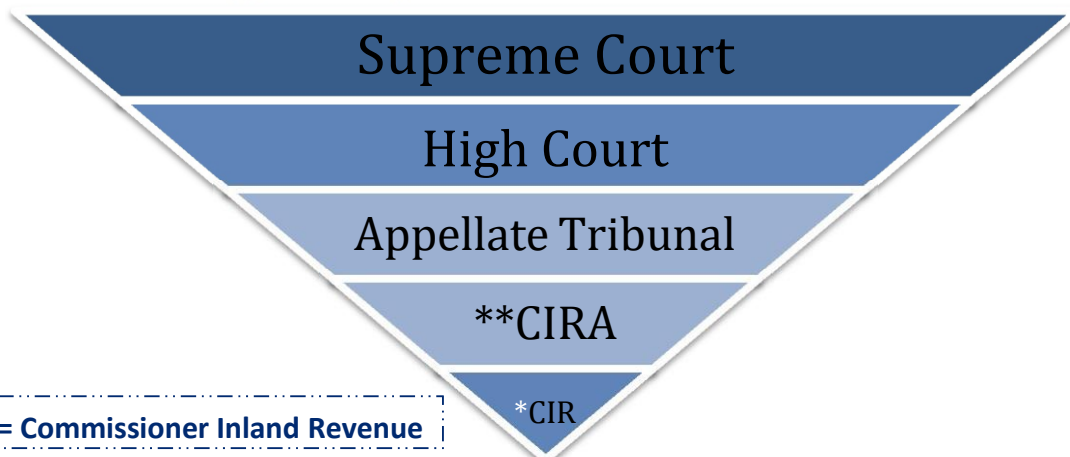 Supreme Court
High Court
Appellate Tribunal
**CIRA
*CIR
= Commissioner Inland Revenue